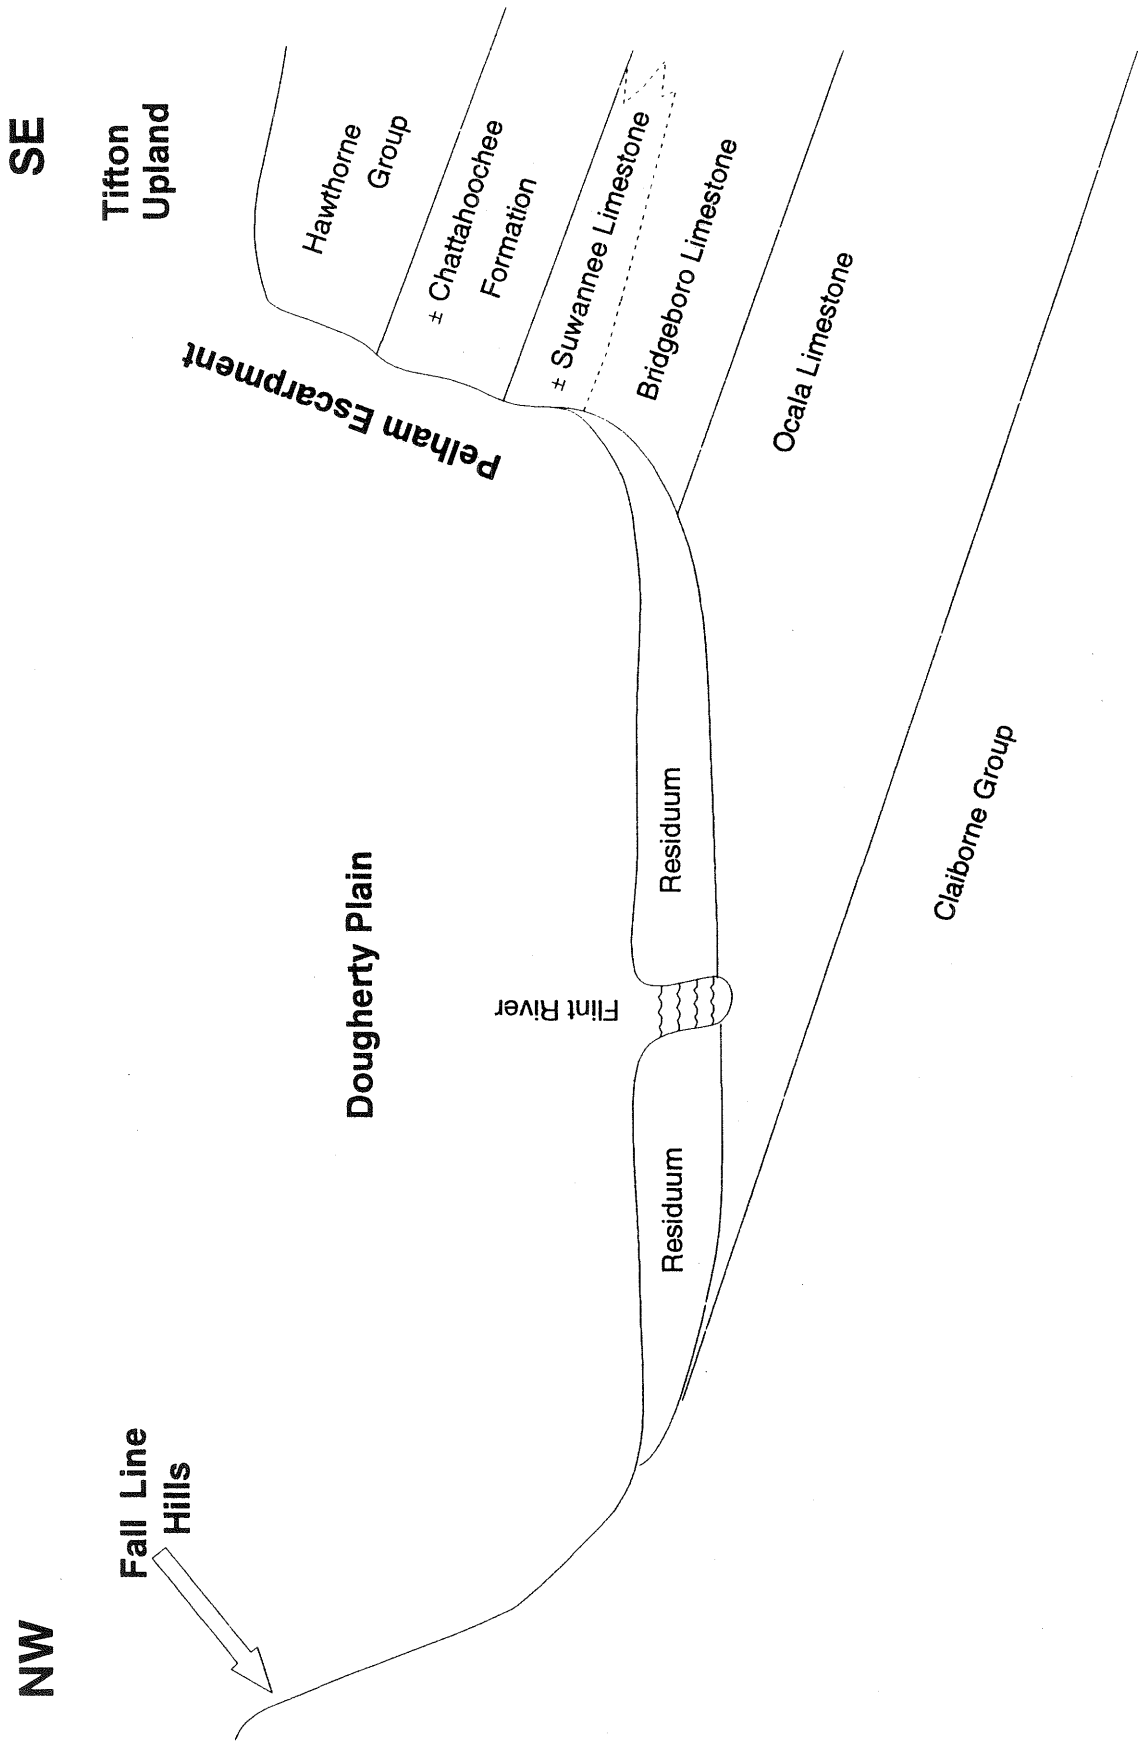 NW
SE
Fall Line
Hills
Tifton
Upland
Dougherty Plain
Pelham Escarpment
Flint River
Hawthorne
Group
± Chattahoochee
Formation
± Suwannee Limestone
Bridgeboro Limestone
Ocala Limestone
Residuum
Residuum
Claiborne Group